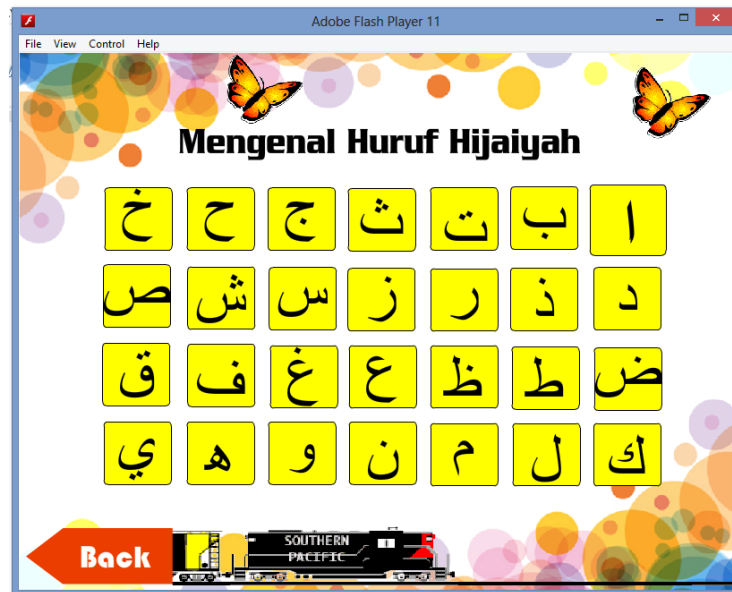 Adobe Flash Player 11
File View Control Help
Mengenal Huruf Hijaiyah
ا ب ت ث ج ح خ
د ذ ر ز س ش ص
ض ط ظ ع غ ف ق
ك ل م ن و ه ي
SOUTHERN
PACIFIC
Back